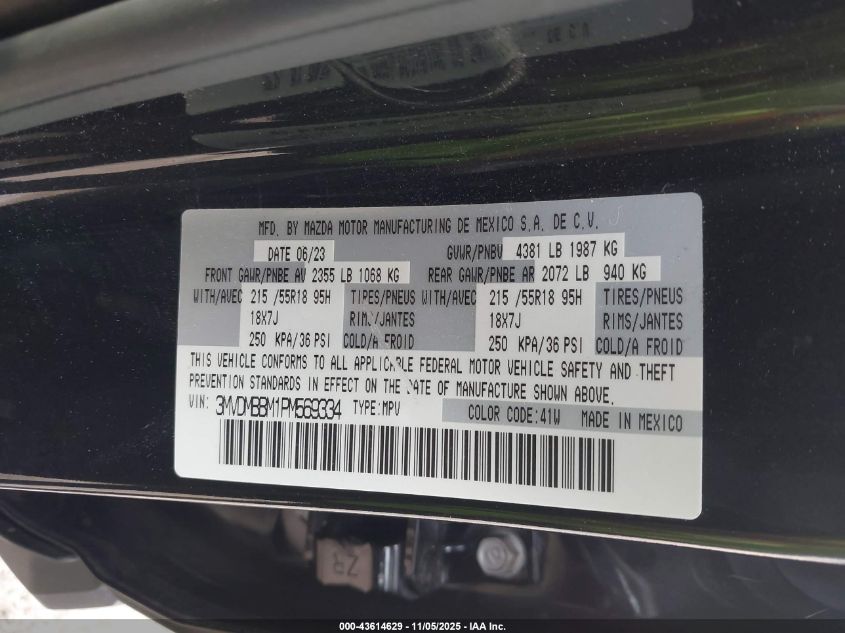 MFD. BY MAZDA MOTOR MANUFACTURING DE MEXICO S.A. DE C.V.
DATE 06/23 GVWR/PNBV 4381 LB 1987 KG
FRONT GAWR/PNBE AV 2355 LB 1068 KG REAR GAWR/PNBE AR 2072 LB 940 KG
WITH/AVEC 215 /55R18 95H TIPES/PNEUS WITH/AVEC 215 /55R18 95H TIRES/PNEUS
18X7J RIMS/JANTES 18X7J RIMS/JANTES
250 KPA/36 PSI COLD/A FROID 250 KPA/36 PSI COLD/A FROID
THIS VEHICLE CONFORMS TO ALL APPLICABLE FEDERAL MOTOR VEHICLE SAFETY AND THEFT
PREVENTION STANDARDS IN EFFECT ON THE DATE OF MANUFACTURE SHOWN ABOVE.
VIN: 3MVDMBBM1PM569334 TYPE:MPV COLOR CODE:41W MADE IN MEXICO
ZR
000-43614629 - 11/05/2025 - IAA Inc.